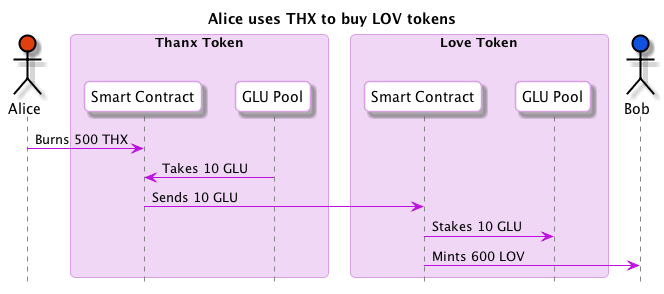 Alice uses THX to buy LOV tokens
Thanx Token
Love Token
Alice
Smart Contract
GLU Pool
Smart Contract
GLU Pool
Bob
Burns 500 THX
Takes 10 GLU
Sends 10 GLU
Stakes 10 GLU
Mints 600 LOV